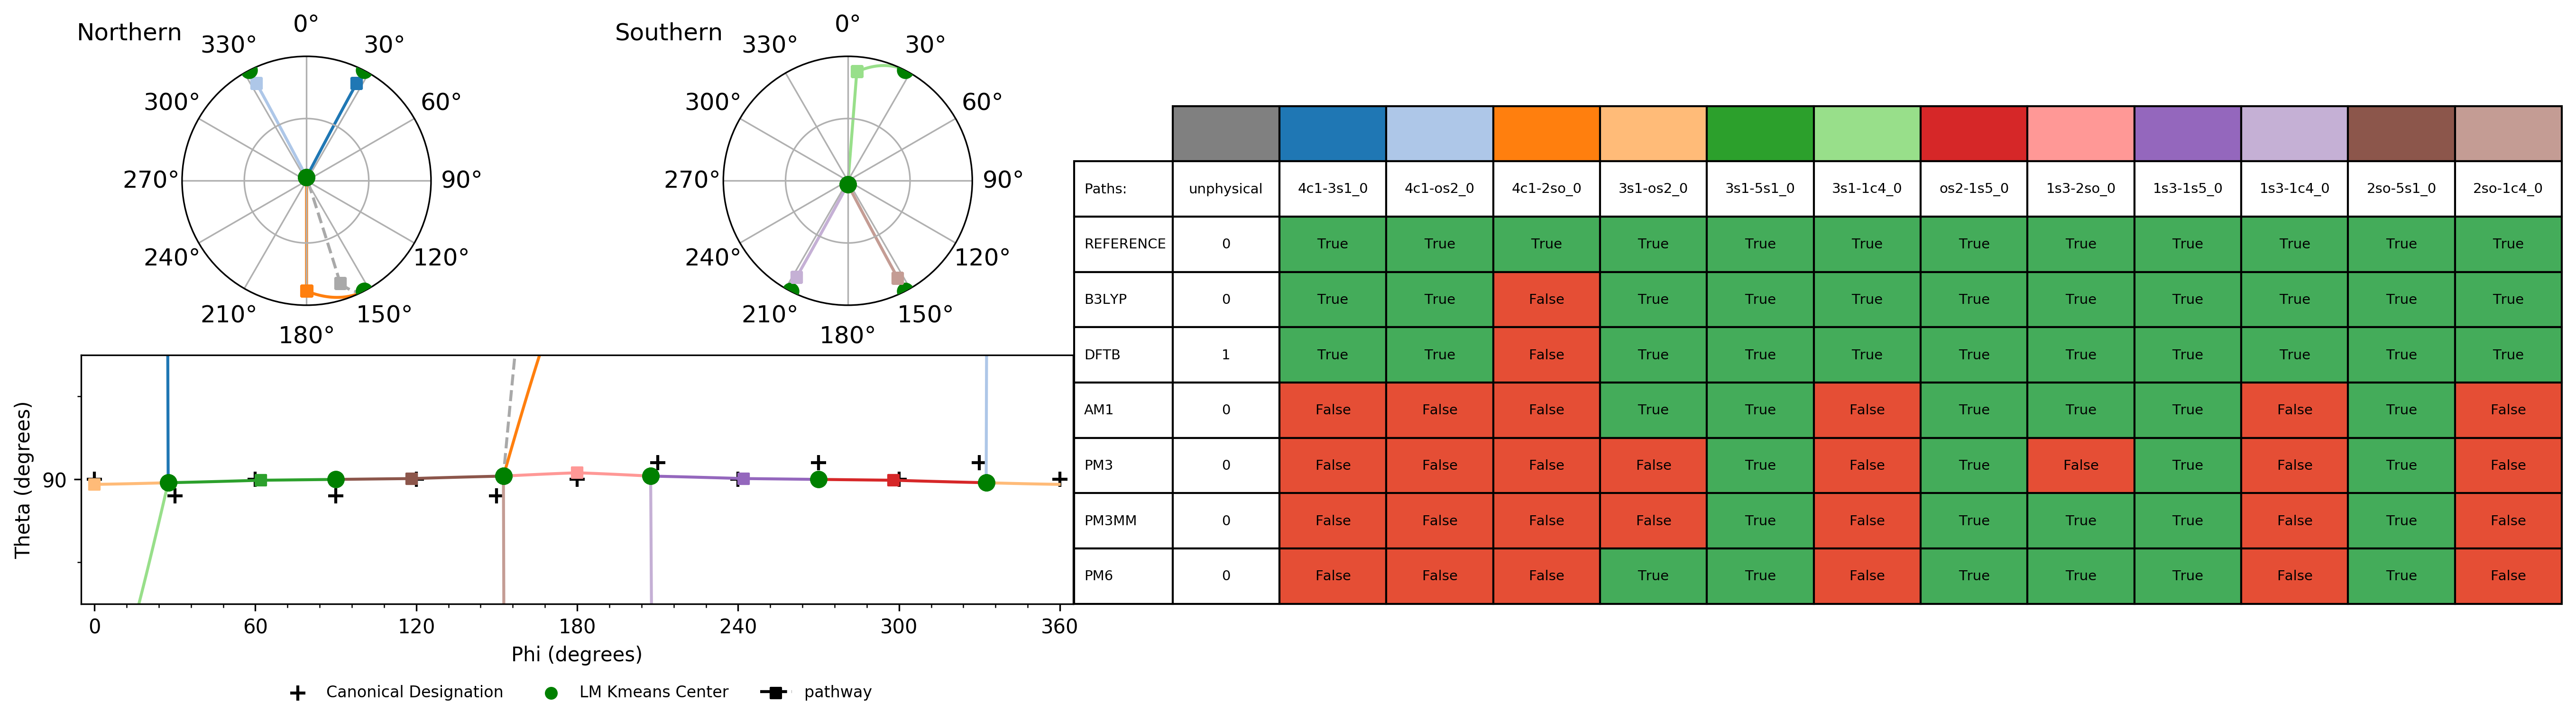 Northern
0°
30°
60°
90°
120°
150°
180°
210°
240°
270°
300°
330°
Southern
0°
30°
60°
90°
120°
150°
180°
210°
240°
270°
300°
330°
Theta (degrees)
90
0 60 120 180 240 300 360
Phi (degrees)
Canonical Designation LM Kmeans Center pathway
Paths: unphysical 4c1-3s1_0 4c1-os2_0 4c1-2so_0 3s1-os2_0 3s1-5s1_0 3s1-1c4_0 os2-1s5_0 1s3-2so_0 1s3-1s5_0 1s3-1c4_0 2so-5s1_0 2so-1c4_0
REFERENCE 0 True True True True True True True True True True True True
B3LYP 0 True True False True True True True True True True True True
DFTB 1 True True False True True True True True True True True True
AM1 0 False False False True True False True True True False True False
PM3 0 False False False False True False True False True False True False
PM3MM 0 False False False False True False True True True False True False
PM6 0 False False False True True False True True True False True False